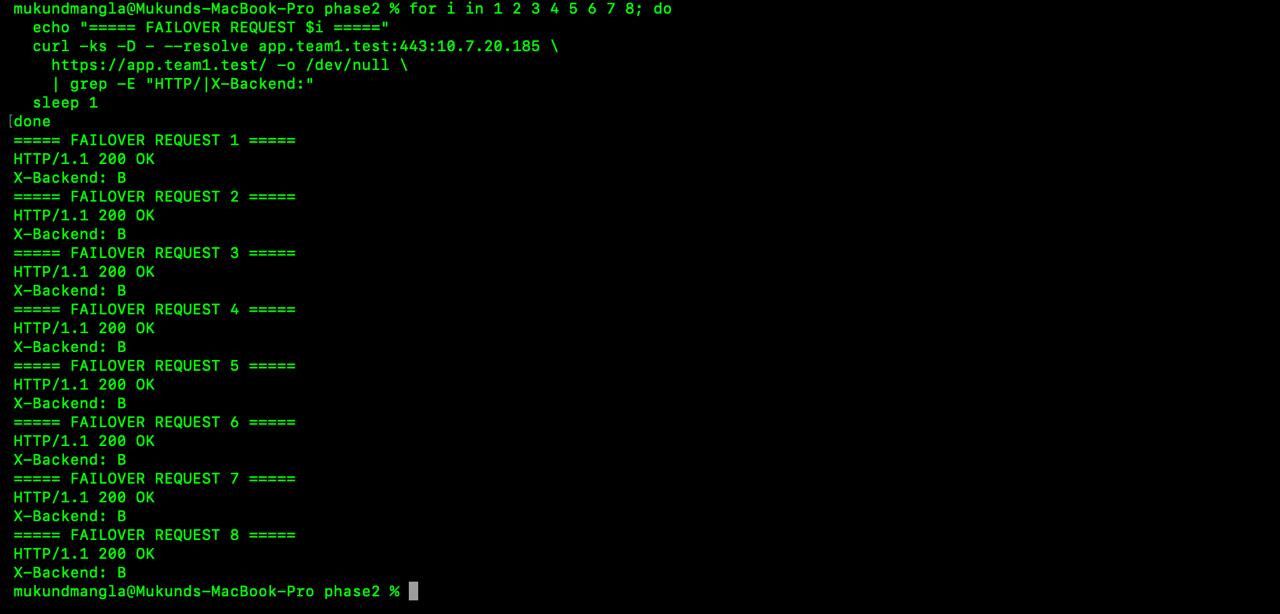 mukundmangla@Mukunds-MacBook-Pro phase2 % for i in 1 2 3 4 5 6 7 8; do
  echo "===== FAILOVER REQUEST $i ====="
  curl -ks -D - --resolve app.team1.test:443:10.7.20.185 \
    https://app.team1.test/ -o /dev/null \
    | grep -E "HTTP/|X-Backend:"
  sleep 1
[done
===== FAILOVER REQUEST 1 =====
HTTP/1.1 200 OK
X-Backend: B
===== FAILOVER REQUEST 2 =====
HTTP/1.1 200 OK
X-Backend: B
===== FAILOVER REQUEST 3 =====
HTTP/1.1 200 OK
X-Backend: B
===== FAILOVER REQUEST 4 =====
HTTP/1.1 200 OK
X-Backend: B
===== FAILOVER REQUEST 5 =====
HTTP/1.1 200 OK
X-Backend: B
===== FAILOVER REQUEST 6 =====
HTTP/1.1 200 OK
X-Backend: B
===== FAILOVER REQUEST 7 =====
HTTP/1.1 200 OK
X-Backend: B
===== FAILOVER REQUEST 8 =====
HTTP/1.1 200 OK
X-Backend: B
mukundmangla@Mukunds-MacBook-Pro phase2 %